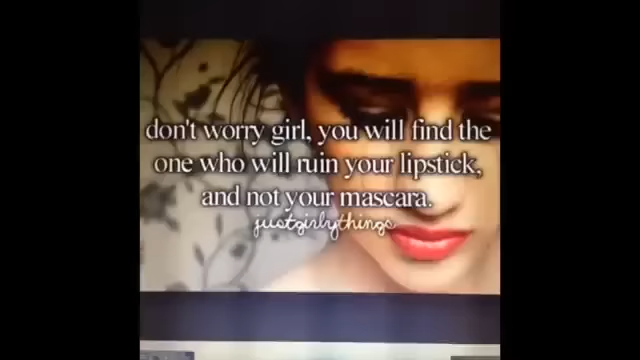 don't worry girl, you will find the
one who will ruin your lipstick,
and not your mascara.
justgirlythings